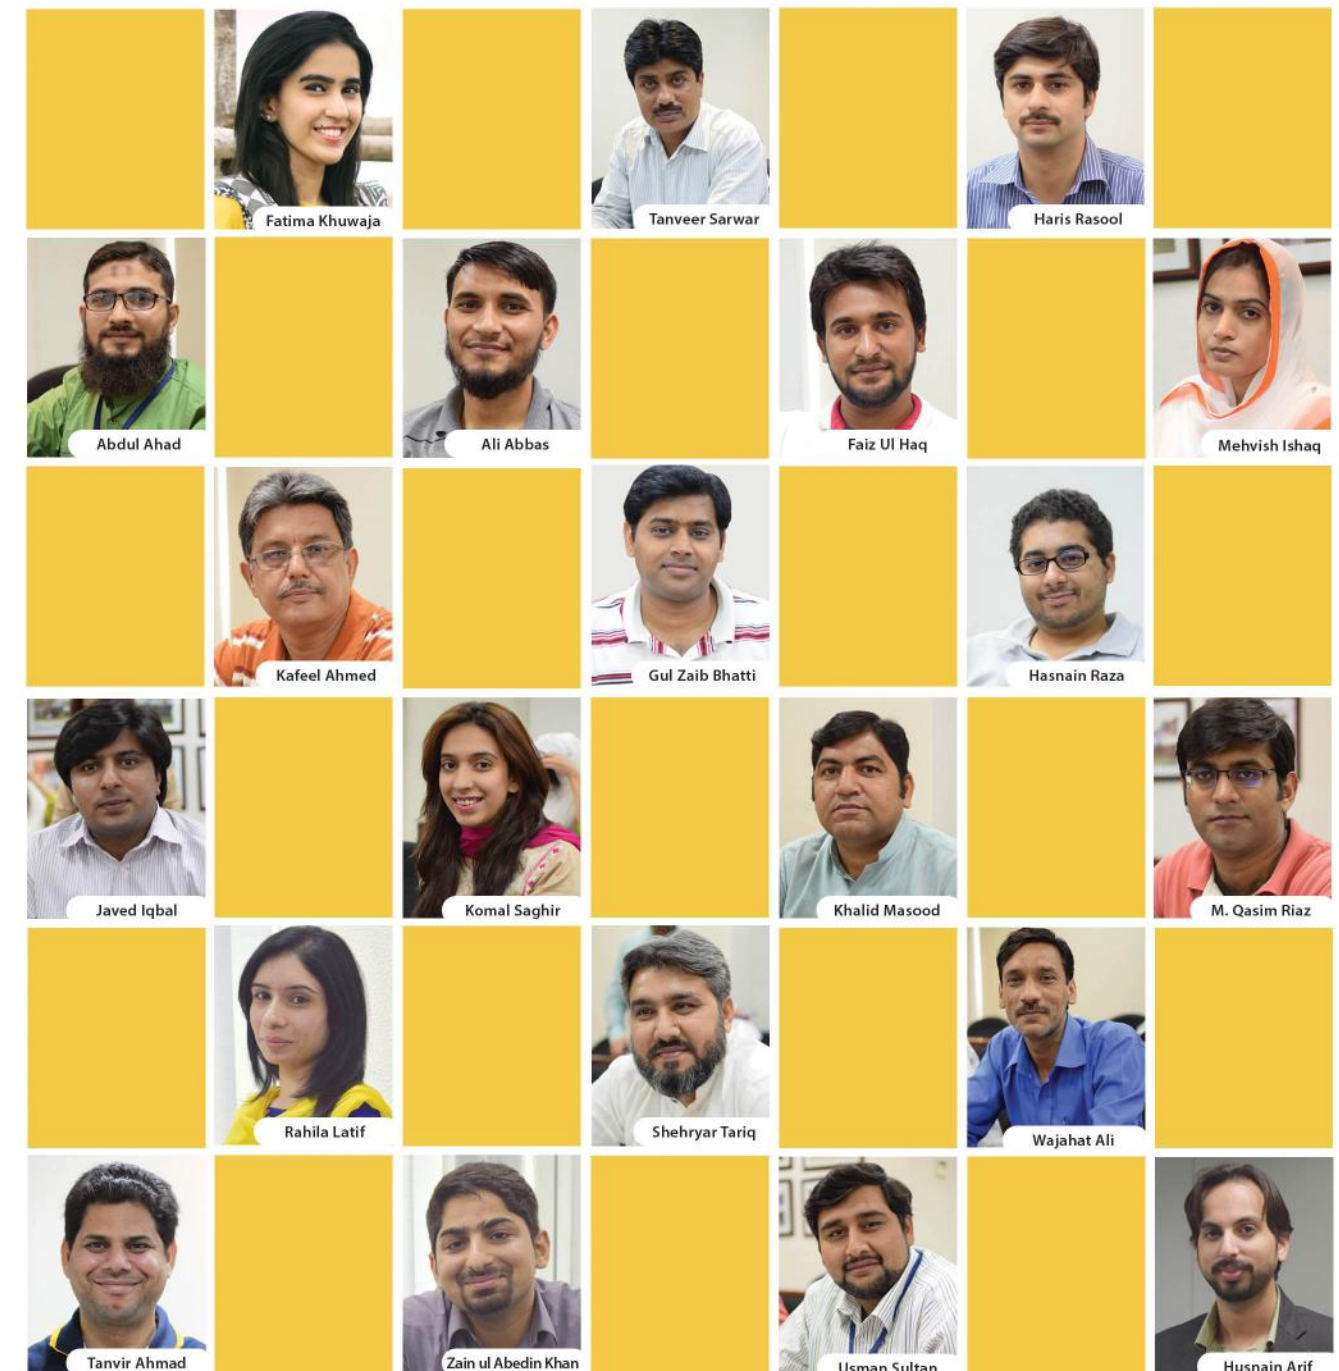 Fatima Khuwaja
Tanveer Sarwar
Haris Rasool
Abdul Ahad
Ali Abbas
Faiz Ul Haq
Mehvish Ishaq
Kafeel Ahmed
Gul Zaib Bhatti
Hasnain Raza
Javed Iqbal
Komal Saghir
Khalid Masood
M. Qasim Riaz
Rahila Latif
Shehryar Tariq
Wajahat Ali
Tanvir Ahmad
Zain ul Abedin Khan
Usman Sultan
Husnain Arif